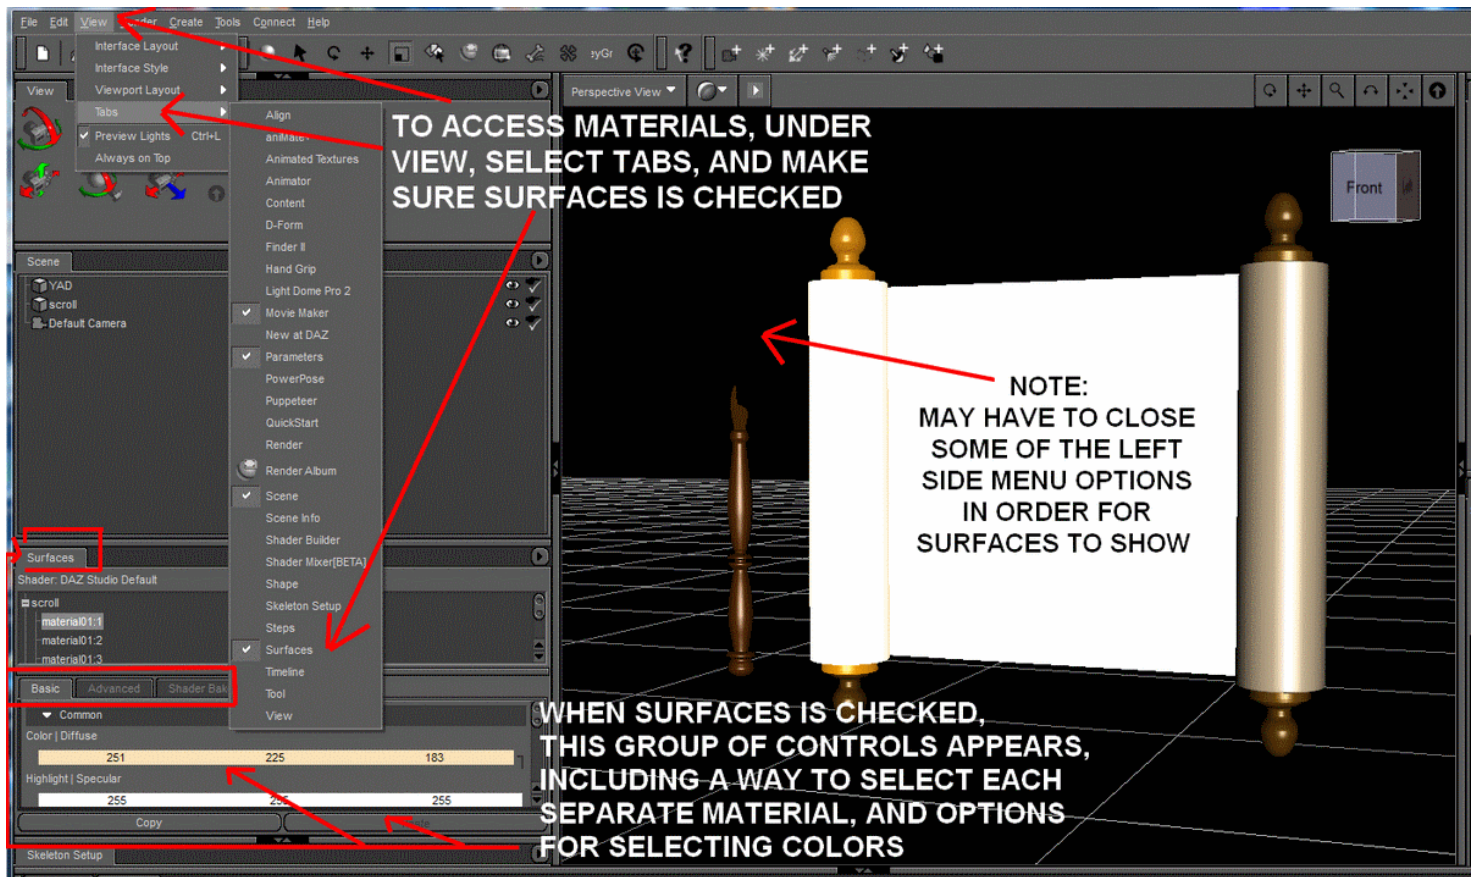 File Edit View Render Create Tools Connect Help
Interface Layout
Interface Style
Viewport Layout
Tabs
Preview Lights Ctrl+L
Always on Top
View
Perspective View
Front
Align
aniMate+
Animated Textures
Animator
Content
D-Form
Finder II
Hand Grip
Light Dome Pro 2
Movie Maker
New at DAZ
Parameters
PowerPose
Puppeteer
QuickStart
Render
Render Album
Scene
Scene Info
Shader Builder
Shader Mixer[BETA]
Shape
Skeleton Setup
Steps
Surfaces
Timeline
Tool
View
TO ACCESS MATERIALS, UNDER
VIEW, SELECT TABS, AND MAKE
SURE SURFACES IS CHECKED
Scene
YAD
scroll
Default Camera
NOTE:
MAY HAVE TO CLOSE
SOME OF THE LEFT
SIDE MENU OPTIONS
IN ORDER FOR
SURFACES TO SHOW
Surfaces
Shader: DAZ Studio Default
scroll
material01:1
material01:2
material01:3
Basic Advanced Shader Bak
Common
Color | Diffuse
251 225 183
Highlight | Specular
255 255 255
Copy
Skeleton Setup
WHEN SURFACES IS CHECKED,
THIS GROUP OF CONTROLS APPEARS,
INCLUDING A WAY TO SELECT EACH
SEPARATE MATERIAL, AND OPTIONS
FOR SELECTING COLORS